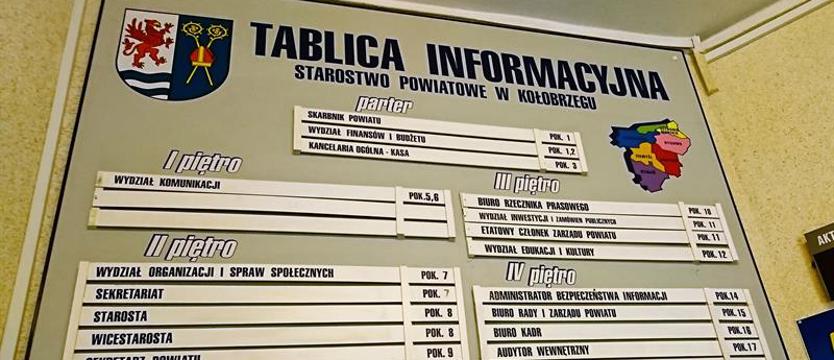 TABLICA INFORMACYJNA
STAROSTWO POWIATOWE W KOŁOBRZEGU
parter
SKARBNIK POWIATU
WYDZIAŁ FINANSÓW I BUDŻETU POK. 1
KANCELARIA OGÓLNA - KASA POK. 1,2
POK. 3
I piętro
WYDZIAŁ KOMUNIKACJI POK.5,6
II piętro
WYDZIAŁ ORGANIZACJI I SPRAW SPOŁECZNYCH POK. 7
SEKRETARIAT POK. 7
STAROSTA POK. 8
WICESTAROSTA POK. 8
SEKRETARZ POWIATU POK. 9
III piętro
BIURO RZECZNIKA PRASOWEGO POK. 10
WYDZIAŁ INWESTYCJI I ZAMÓWIEŃ PUBLICZNYCH POK. 11
ETATOWY CZŁONEK ZARZĄDU POWIATU POK. 11
WYDZIAŁ EDUKACJI I KULTURY POK. 12
IV piętro
ADMINISTRATOR BEZPIECZEŃSTWA INFORMACJI POK.14
BIURO RADY I ZARZĄDU POWIATU POK. 15
BIURO KADR POK.16
AUDYTOR WEWNĘTRZNY POK.17